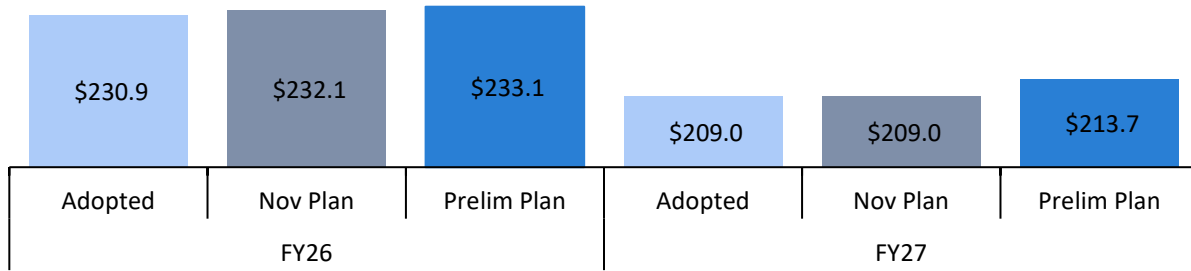 $230.9 $232.1 $233.1 $209.0 $209.0 $213.7
Adopted Nov Plan Prelim Plan Adopted Nov Plan Prelim Plan
FY26 FY27